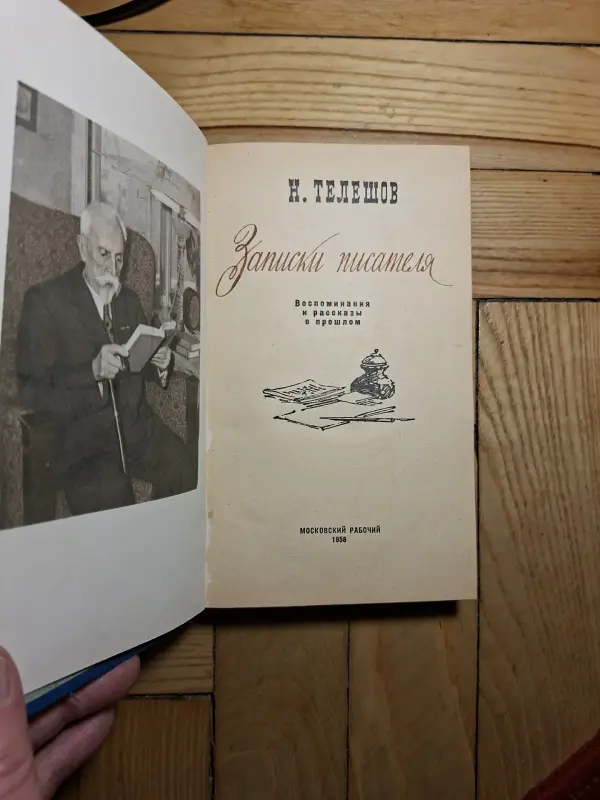 Н. ТЕЛЕШОВ
Записки писателя
Воспоминания
и рассказы
о прошлом
МОСКОВСКИЙ РАБОЧИЙ
1958